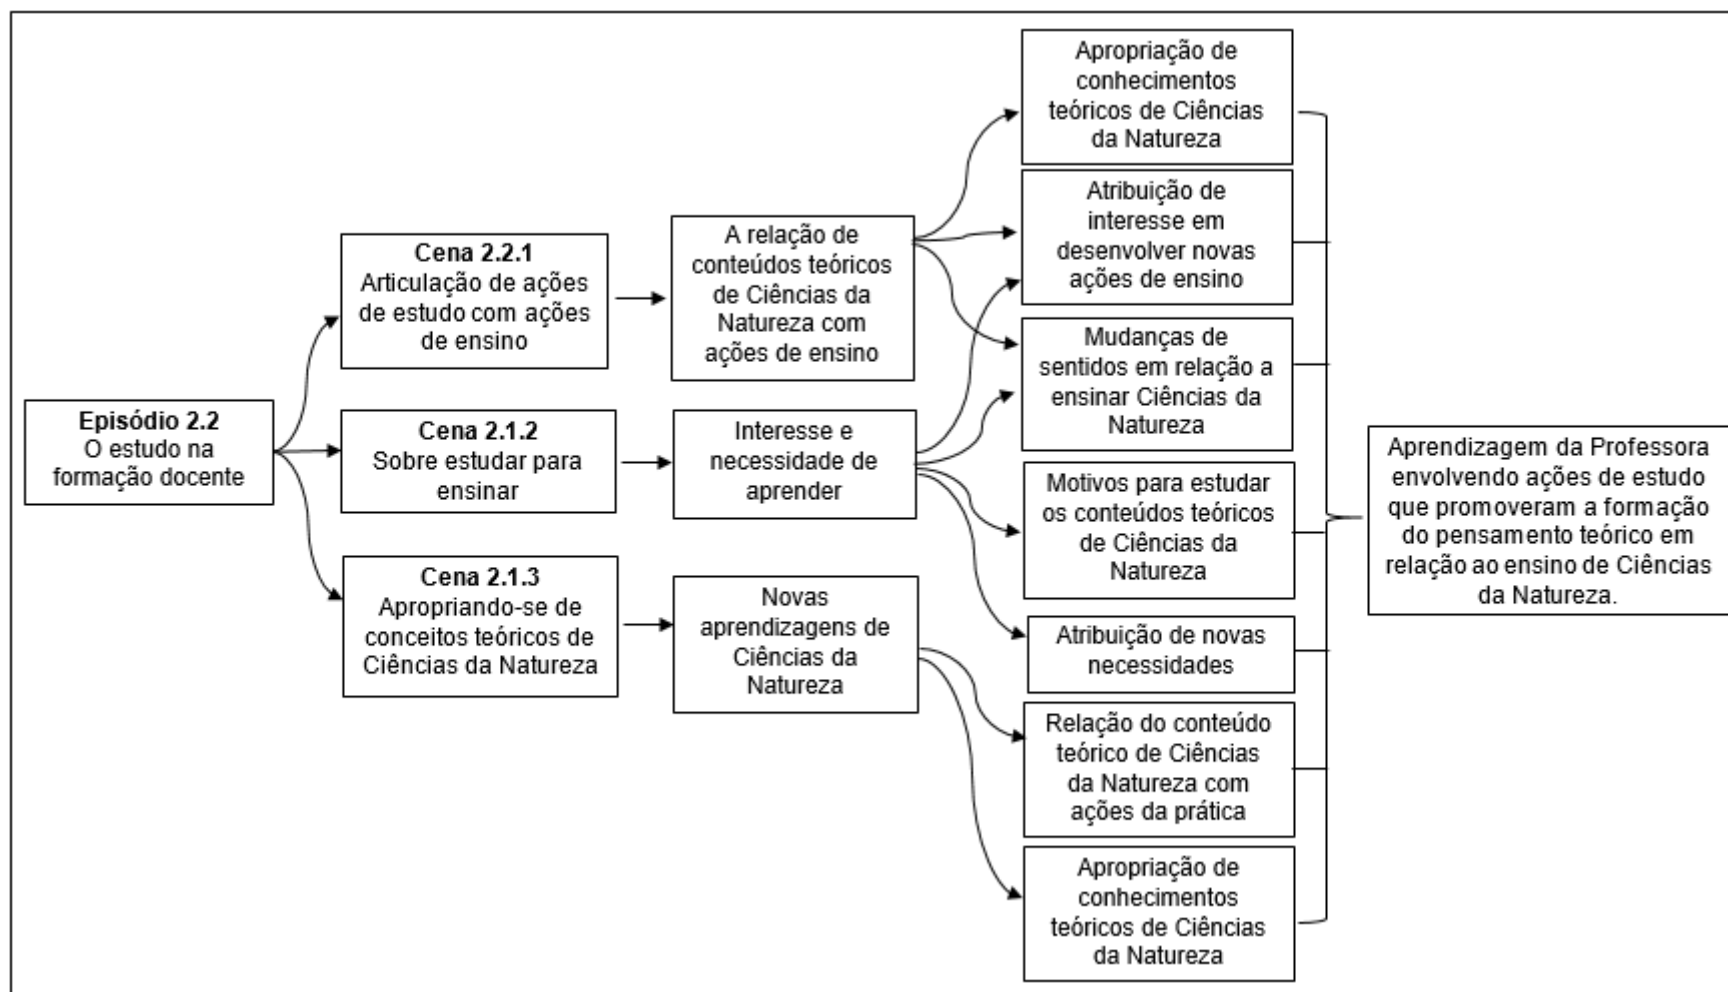 Episódio 2.2
O estudo na
formação docente
Cena 2.2.1
Articulação de ações
de estudo com ações
de ensino
Cena 2.1.2
Sobre estudar para
ensinar
Cena 2.1.3
Apropriando-se de
conceitos teóricos de
Ciências da Natureza
A relação de
conteúdos teóricos
de Ciências da
Natureza com
ações de ensino
Interesse e
necessidade de
aprender
Novas
aprendizagens de
Ciências da
Natureza
Apropriação de
conhecimentos
teóricos de Ciências
da Natureza
Atribuição de
interesse em
desenvolver novas
ações de ensino
Mudanças de
sentidos em relação a
ensinar Ciências da
Natureza
Motivos para estudar
os conteúdos teóricos
de Ciências da
Natureza
Atribuição de novas
necessidades
Relação do conteúdo
teórico de Ciências
da Natureza com
ações da prática
Apropriação de
conhecimentos
teóricos de Ciências
da Natureza
Aprendizagem da Professora
envolvendo ações de estudo
que promoveram a formação
do pensamento teórico em
relação ao ensino de Ciências
da Natureza.